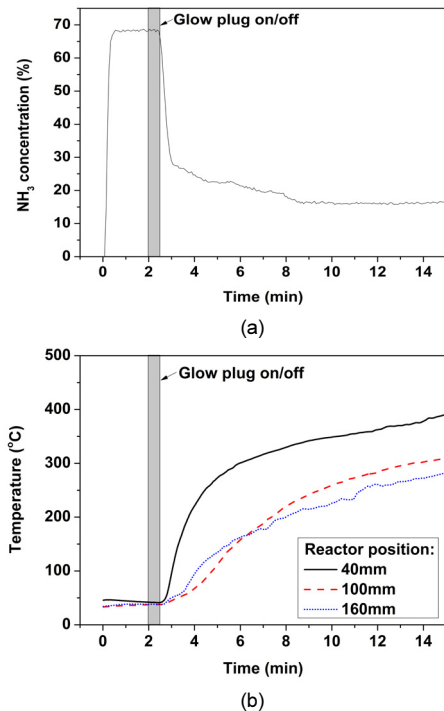 Glow plug on/off
NH3 concentration (%)
70
60
50
40
30
20
10
0
0 2 4 6 8 10 12 14
Time (min)
(a)
Glow plug on/off
Temperature (°C)
500
400
300
200
100
0
Reactor position:
40mm
100mm
160mm
0 2 4 6 8 10 12 14
Time (min)
(b)